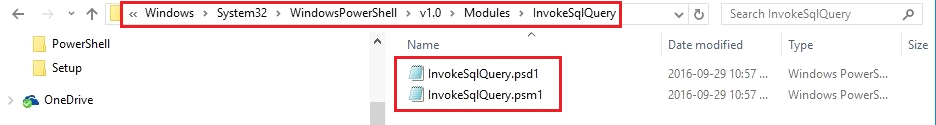 « Windows › System32 › WindowsPowerShell › v1.0 › Modules › InvokeSqlQuery
Search InvokeSqlQuery
PowerShell
Setup
OneDrive
Name Date modified Type Size
InvokeSqlQuery.psd1 2016-09-29 10:57 ... Windows PowerS...
InvokeSqlQuery.psm1 2016-09-29 10:57 ... Windows PowerS...